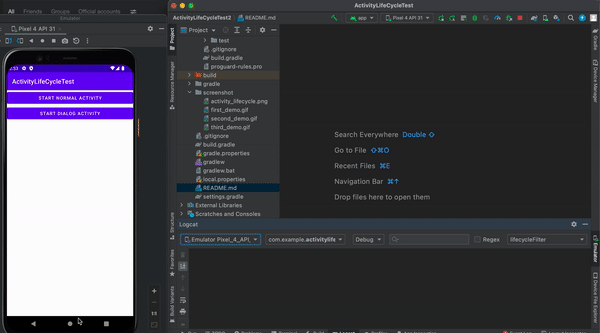 All Friends Groups Official accounts
Emulator
Pixel 4 API 31
ActivityLifeCycleTest
START NORMAL ACTIVITY
START DIALOG ACTIVITY
1:1
ActivityLifeCycleTest
ActivityLifeCycleTest2 README.md
app
Pixel 4 API 31
Project
Resource Manager
Structure
Favorites
Build Variants
Project
test
.gitignore
build.gradle
proguard-rules.pro
build
gradle
screenshot
activity_lifecycle.png
first_demo.gif
second_demo.gif
third_demo.gif
.gitignore
build.gradle
gradle.properties
gradlew
gradlew.bat
local.properties
README.md
settings.gradle
External Libraries
Scratches and Consoles
Search Everywhere Double ⇧
Go to File ⇧⌘O
Recent Files ⌘E
Navigation Bar ⌘↑
Drop files here to open them
Gradle
Device Manager
Emulator
Device File Explorer
Logcat
Emulator Pixel_4_API_
com.example.activitylife
Debug
Regex
lifecycleFilter